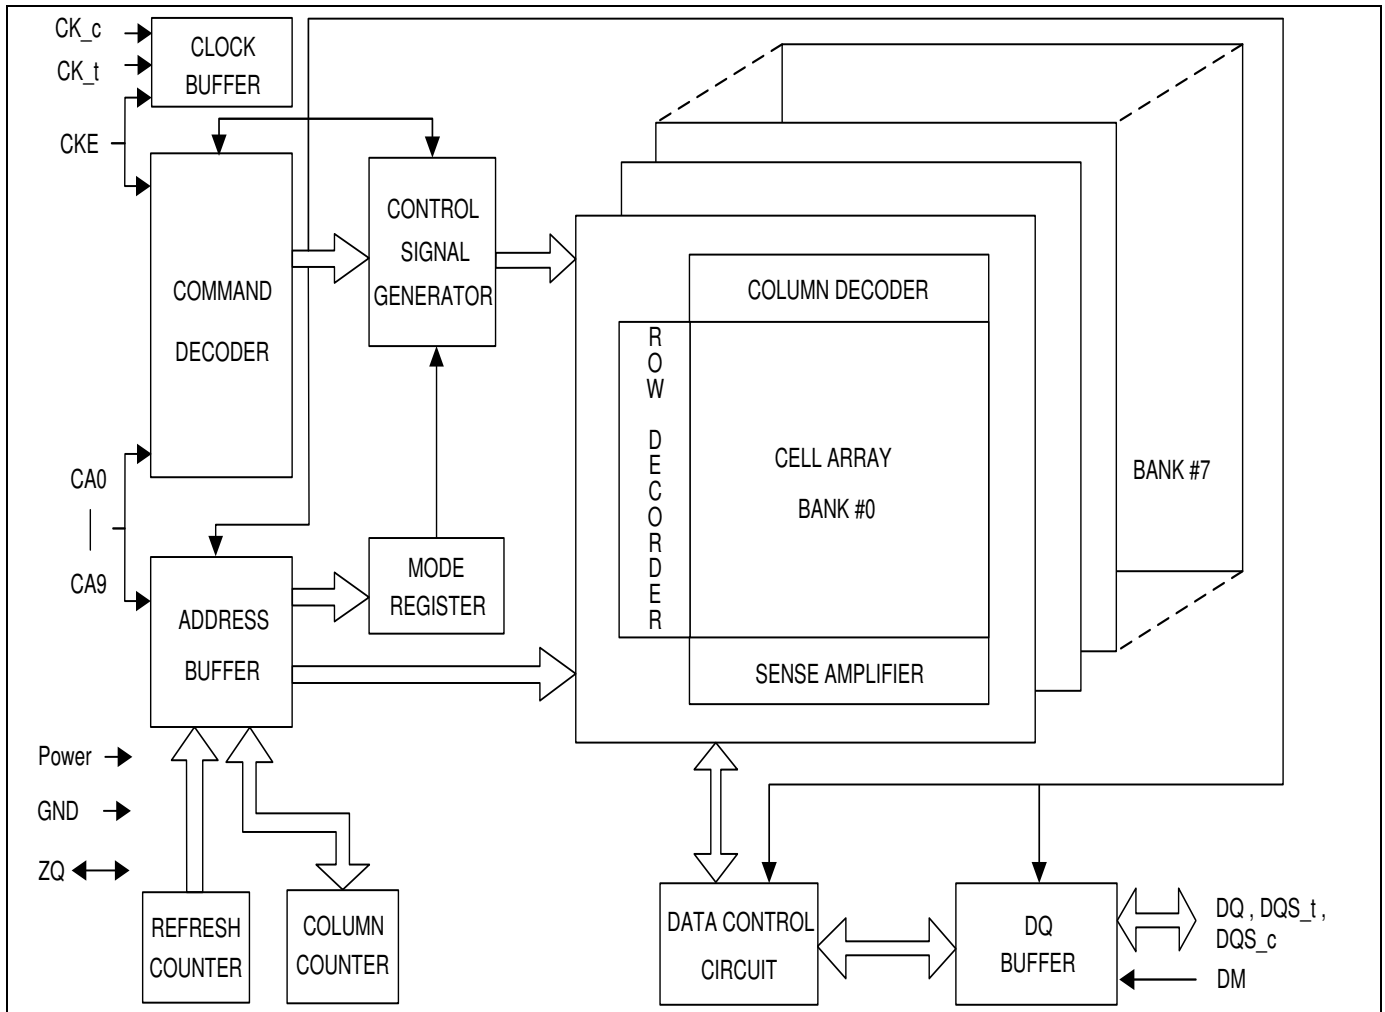 CK_c
CK_t
CKE
CLOCK
BUFFER
COMMAND
DECODER
CONTROL
SIGNAL
GENERATOR
COLUMN DECODER
ROW DECORDER
CELL ARRAY
BANK #0
SENSE AMPLIFIER
BANK #7
CA0
CA9
ADDRESS
BUFFER
MODE
REGISTER
Power
GND
ZQ
REFRESH
COUNTER
COLUMN
COUNTER
DATA CONTROL
CIRCUIT
DQ
BUFFER
DQ , DQS_t ,
DQS_c
DM